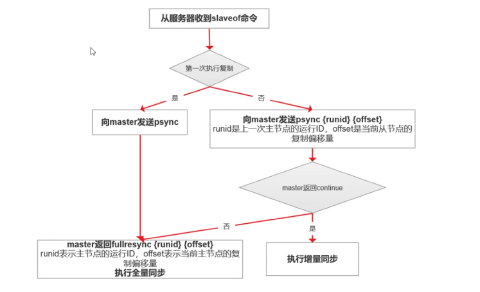 从服务器收到slaveof命令
第一次执行复制
是
否
向master发送psync
向master发送psync {runid} {offset}
runid是上一次主节点的运行ID，offset是当前从节点的
复制偏移量
master返回continue
否
是
master返回fullresync {runid} {offset}
runid表示主节点的运行ID，offset表示当前主节点的复
制偏移量
执行全量同步
执行增量同步